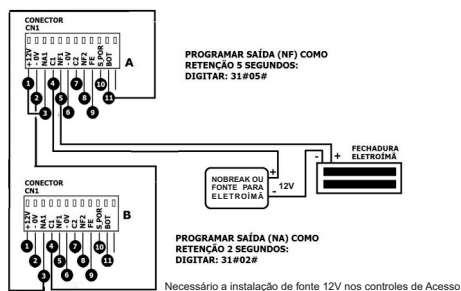 CONECTOR
CN1
+12V
- 0V
NA1
C1
NF1
- 0V
C2
NF2
FE
S_POR
BOT
A
1
2
3
4
5
6
7
8
9
10
11
PROGRAMAR SAÍDA (NF) COMO
RETENÇÃO 5 SEGUNDOS:
DIGITAR: 31#05#
FECHADURA
ELETROÍMÃ
- +
NOBREAK OU
FONTE PARA
ELETROÍMÃ
+
- 12V
CONECTOR
CN1
+12V
- 0V
NA1
C1
NF1
- 0V
C2
NF2
FE
S_POR
BOT
B
1
2
3
4
5
6
7
8
9
10
11
PROGRAMAR SAÍDA (NA) COMO
RETENÇÃO 2 SEGUNDOS:
DIGITAR: 31#02#
Necessário a instalação de fonte 12V nos controles de Acesso